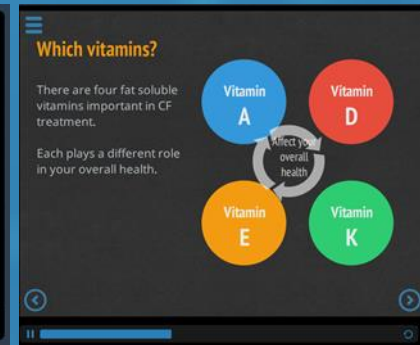 Which vitamins?
There are four fat soluble
vitamins important in CF
treatment.
Each plays a different role
in your overall health.
Vitamin
A
Vitamin
D
Affect your
overall
health
Vitamin
E
Vitamin
K